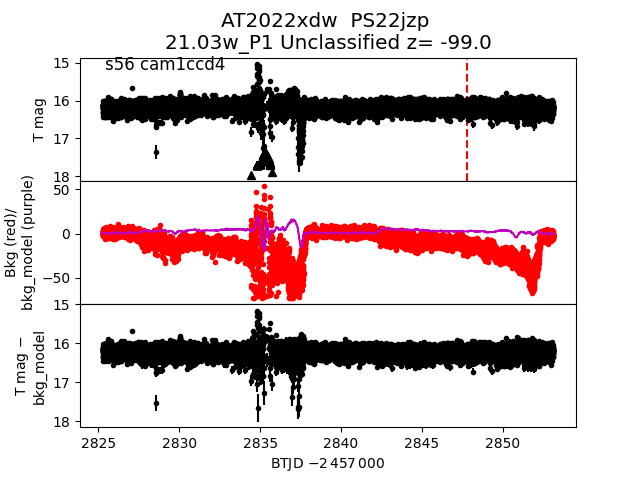 AT2022xdw  PS22jzp
21.03w_P1 Unclassified z= -99.0
s56 cam1ccd4
15
16
17
18
T mag
50
0
−50
Bkg (red)/
bkg_model (purple)
15
16
17
18
T mag −
bkg_model
2825
2830
2835
2840
2845
2850
BTJD −2 457 000